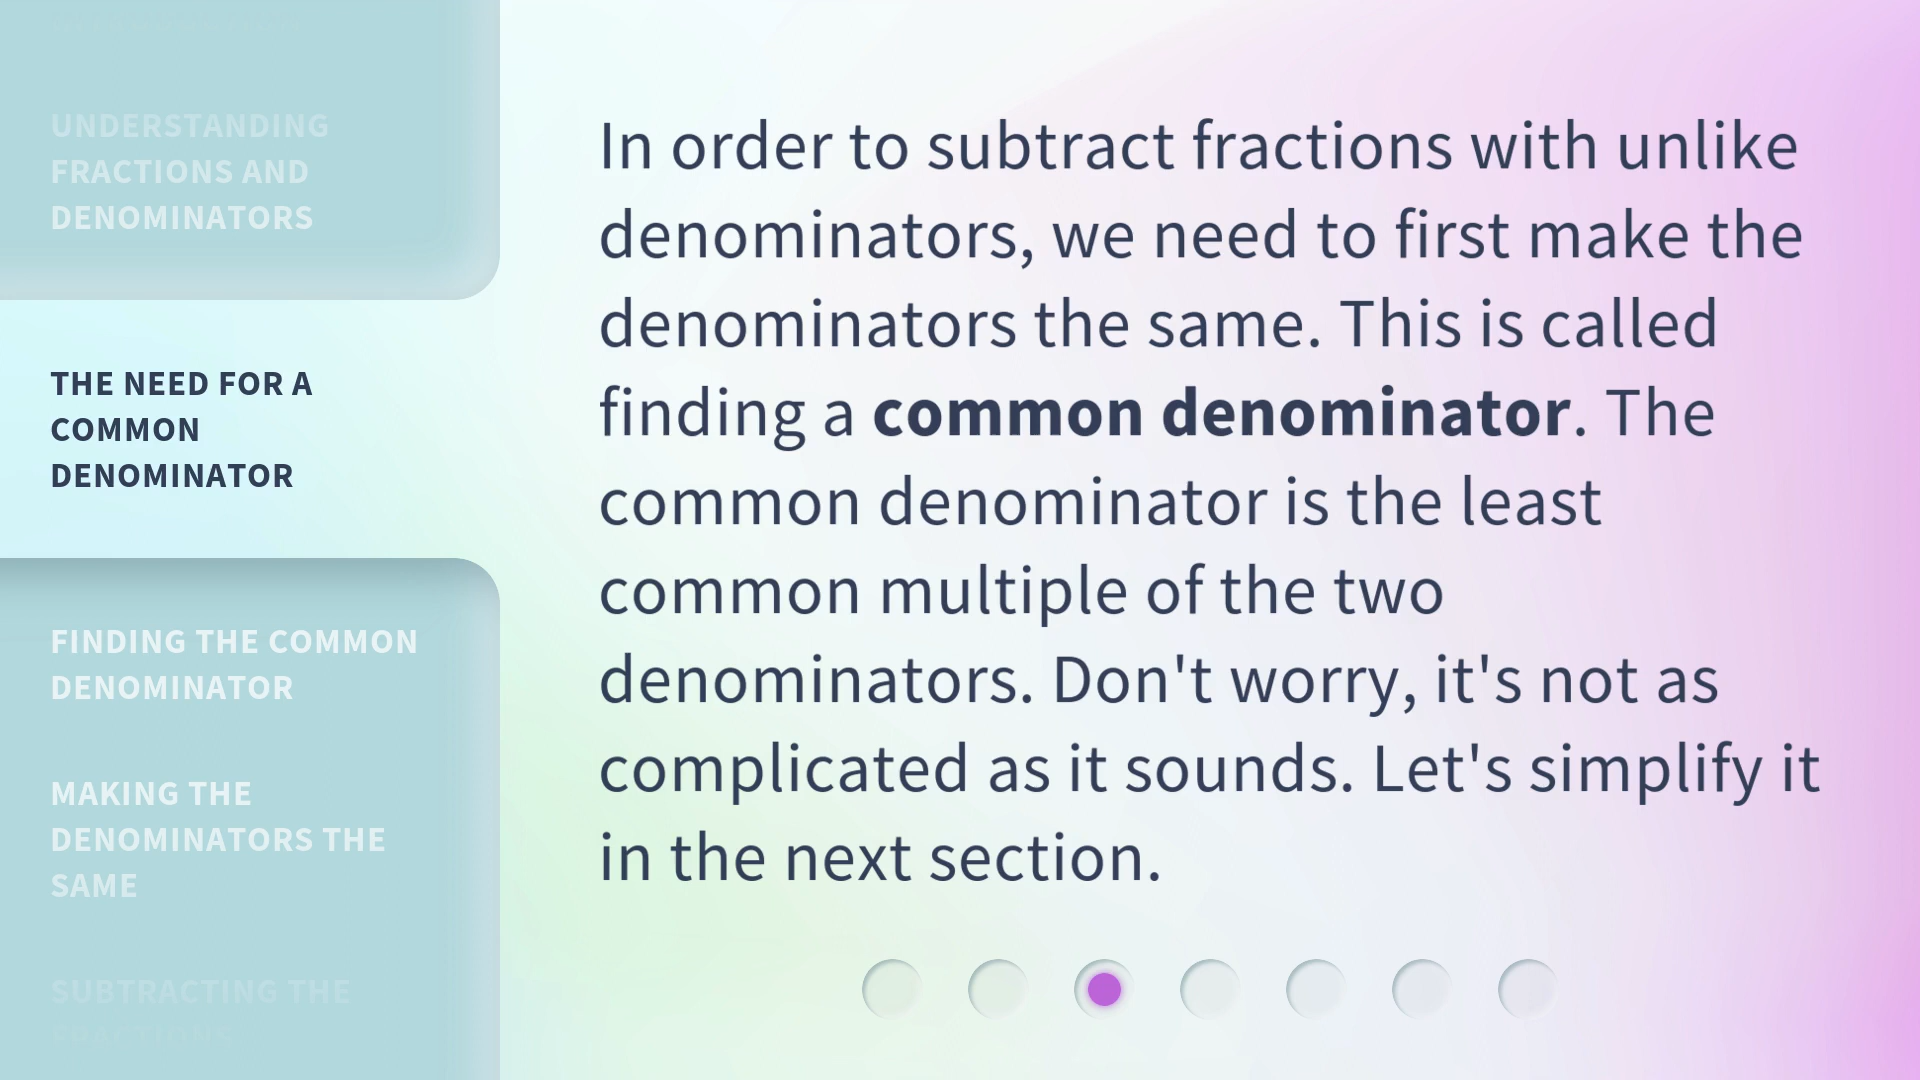 UNDERSTANDING
FRACTIONS AND
DENOMINATORS
THE NEED FOR A
COMMON
DENOMINATOR
FINDING THE COMMON
DENOMINATOR
MAKING THE
DENOMINATORS THE
SAME
SUBTRACTING THE
FRACTIONS
In order to subtract fractions with unlike
denominators, we need to first make the
denominators the same. This is called
finding a common denominator. The
common denominator is the least
common multiple of the two
denominators. Don't worry, it's not as
complicated as it sounds. Let's simplify it
in the next section.